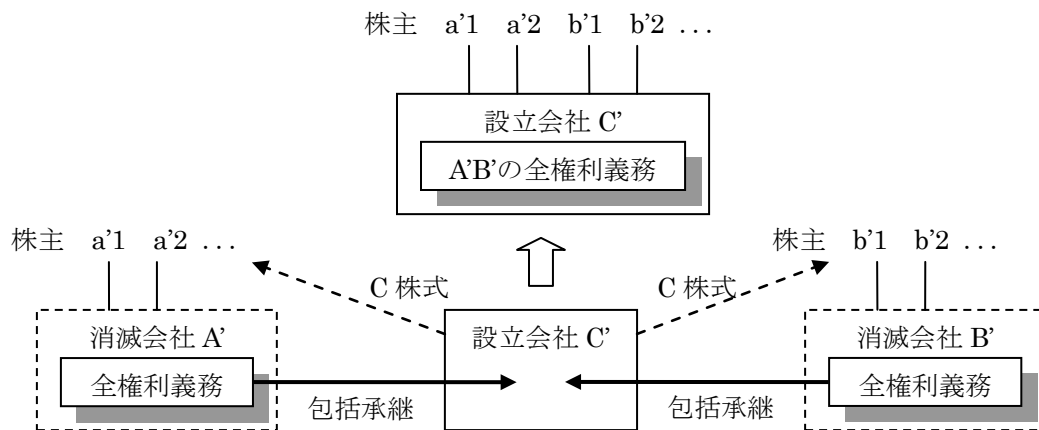 株主 a'1 a'2 b'1 b'2 ...
設立会社 C'
A'B'の全権利義務
株主 a'1 a'2 ...
株主 b'1 b'2 ...
C 株式
C 株式
消滅会社 A'
設立会社 C'
消滅会社 B'
全権利義務
全権利義務
包括承継
包括承継